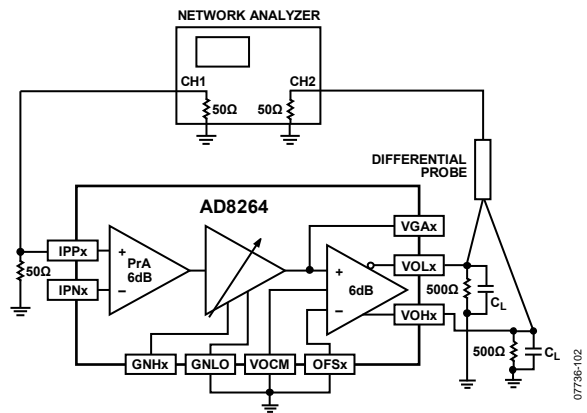 NETWORK ANALYZER
CH1
CH2
50Ω
50Ω
DIFFERENTIAL
PROBE
AD8264
VGAx
IPPx
+
PrA
6dB
–
IPNx
50Ω
+
6dB
–
VOLx
500Ω
CL
VOHx
500Ω
CL
GNHx
GNLO
VOCM
OFSx
07736-102